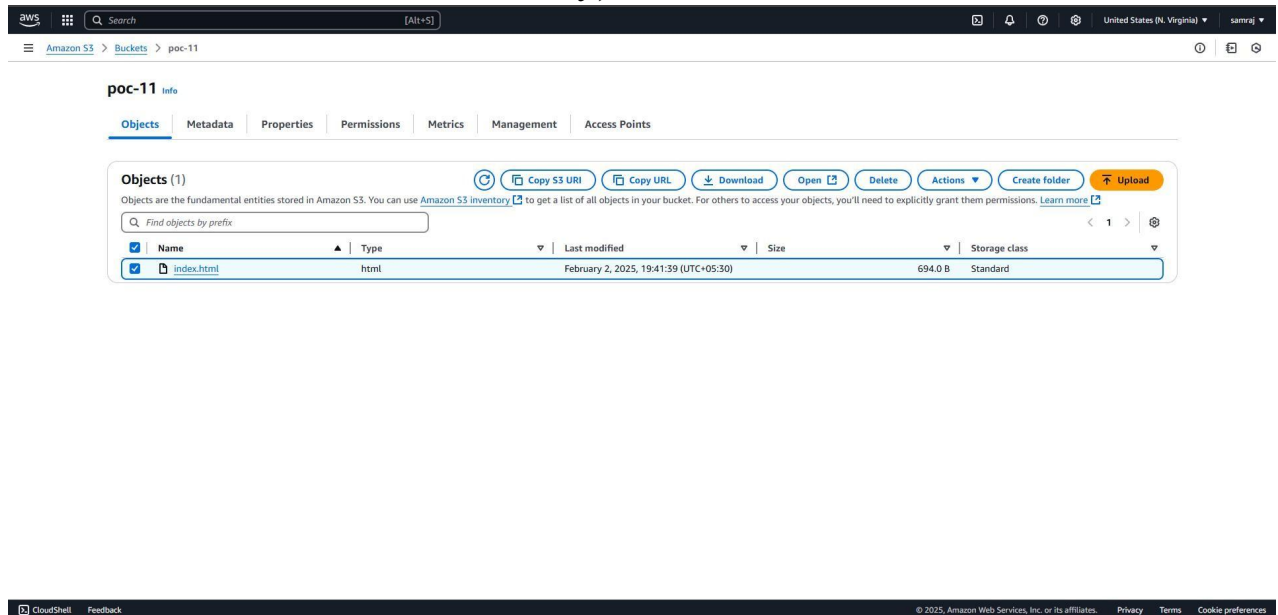 aws Search [Alt+S] United States (N. Virginia) samraj
Amazon S3 > Buckets > poc-11
poc-11 Info
Objects Metadata Properties Permissions Metrics Management Access Points
Objects (1) Copy S3 URI Copy URL Download Open Delete Actions Create folder Upload
Objects are the fundamental entities stored in Amazon S3. You can use Amazon S3 inventory to get a list of all objects in your bucket. For others to access your objects, you'll need to explicitly grant them permissions. Learn more
Find objects by prefix < 1 >
Name Type Last modified Size Storage class
index.html html February 2, 2025, 19:41:39 (UTC+05:30) 694.0 B Standard
CloudShell Feedback © 2025, Amazon Web Services, Inc. or its affiliates. Privacy Terms Cookie preferences